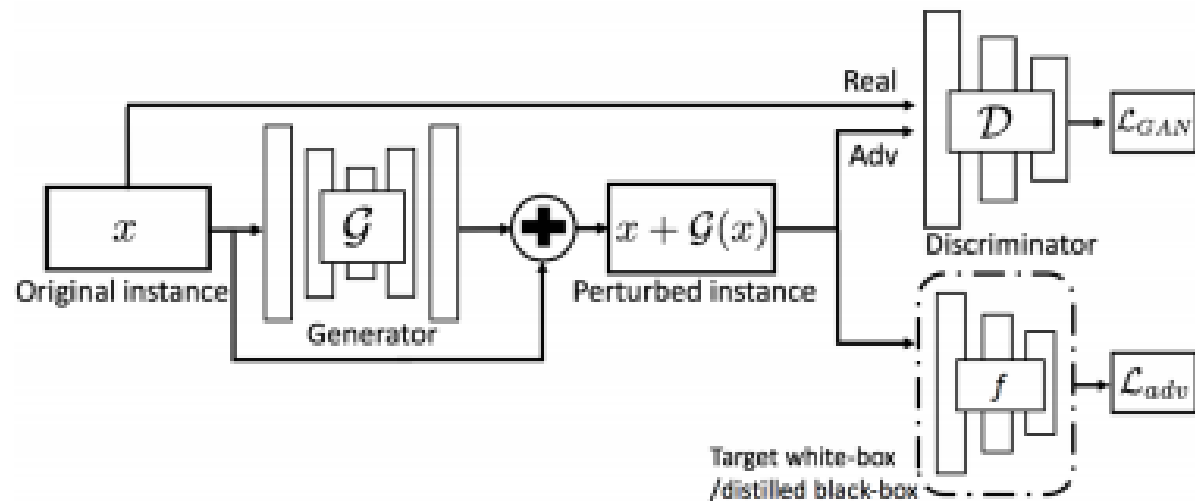 Real
Adv
𝒟
ℒ_GAN
Discriminator
x
Original instance
𝒢
Generator
x + 𝒢(x)
Perturbed instance
f
ℒ_adv
Target white-box
/distilled black-box